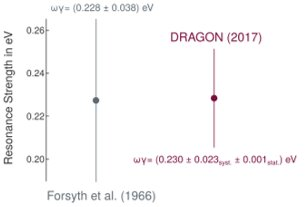 ωγ= (0.228 ± 0.038) eV
0.26
DRAGON (2017)
0.24
Resonance Strength in eV
0.22
0.20
ωγ= (0.230 ± 0.023syst. ± 0.001stat.) eV
Forsyth et al. (1966)